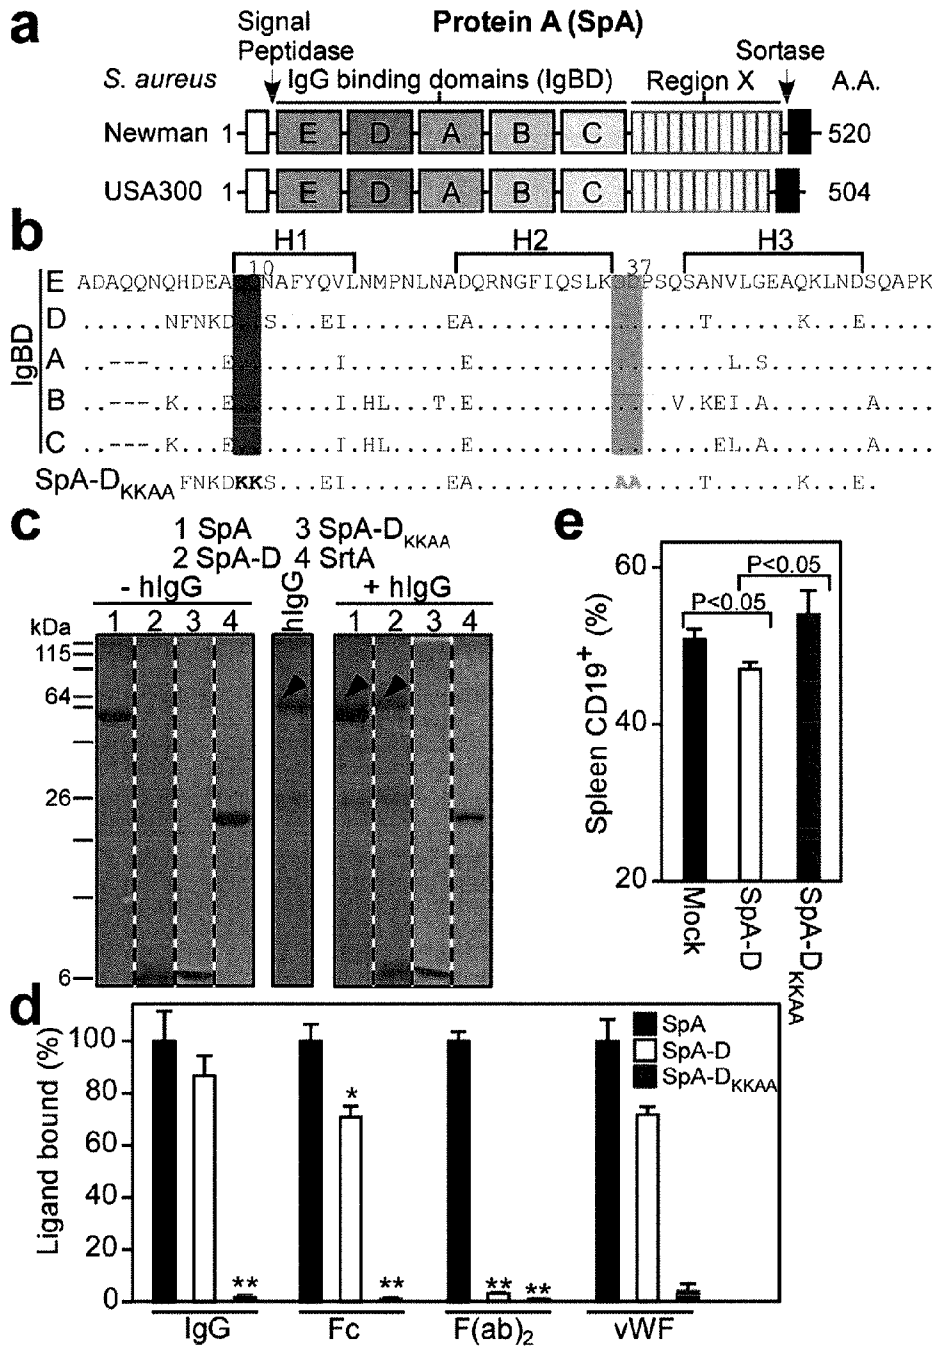 a
Signal Peptidase
Protein A (SpA)
Sortase
S. aureus
IgG binding domains (IgBD)
Region X
A.A.
Newman 1 E D A B C 520
USA300 1 E D A B C 504
b
H1 H2 H3
10 37
IgBD
E ADAQQNQHDEA NAFYQVLNMPNLNADQRNGFIQSLK PSQSANVLGEAQKLNDSQAPK
D ......NFNKD .S...EI.......EA............ .....T......K...E......
A ..---......E ......I........E............ .......L.S.............
B ..---.K....E ......I.HL...T.E............ ....V.KEI.A.......A....
C ..---.K....E ......I.HL.....E............ ......NEL.A.......A....
SpA-DKKAA FNKDKKS...EI.......EA............AA.....T......K...E.
c
1 SpA 3 SpA-DKKAA
2 SpA-D 4 SrtA
- hIgG hIgG + hIgG
kDa 1 2 3 4 1 2 3 4
115
64
26
6
e
Spleen CD19+ (%)
60
40
20
P<0.05
P<0.05
Mock
SpA-D
SpA-DKKAA
d
Ligand bound (%)
100
80
60
40
20
0
SpA
SpA-D
SpA-DKKAA
** * ** ** **
IgG Fc F(ab)2 vWF